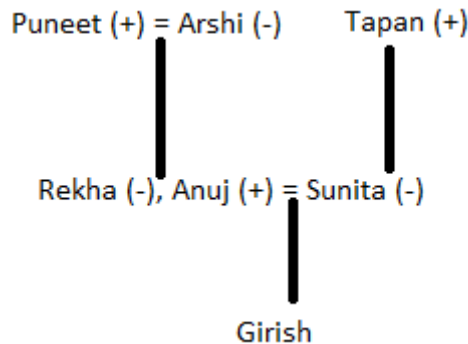 Puneet (+) = Arshi (-) Tapan (+)
Rekha (-), Anuj (+) = Sunita (-)
Girish